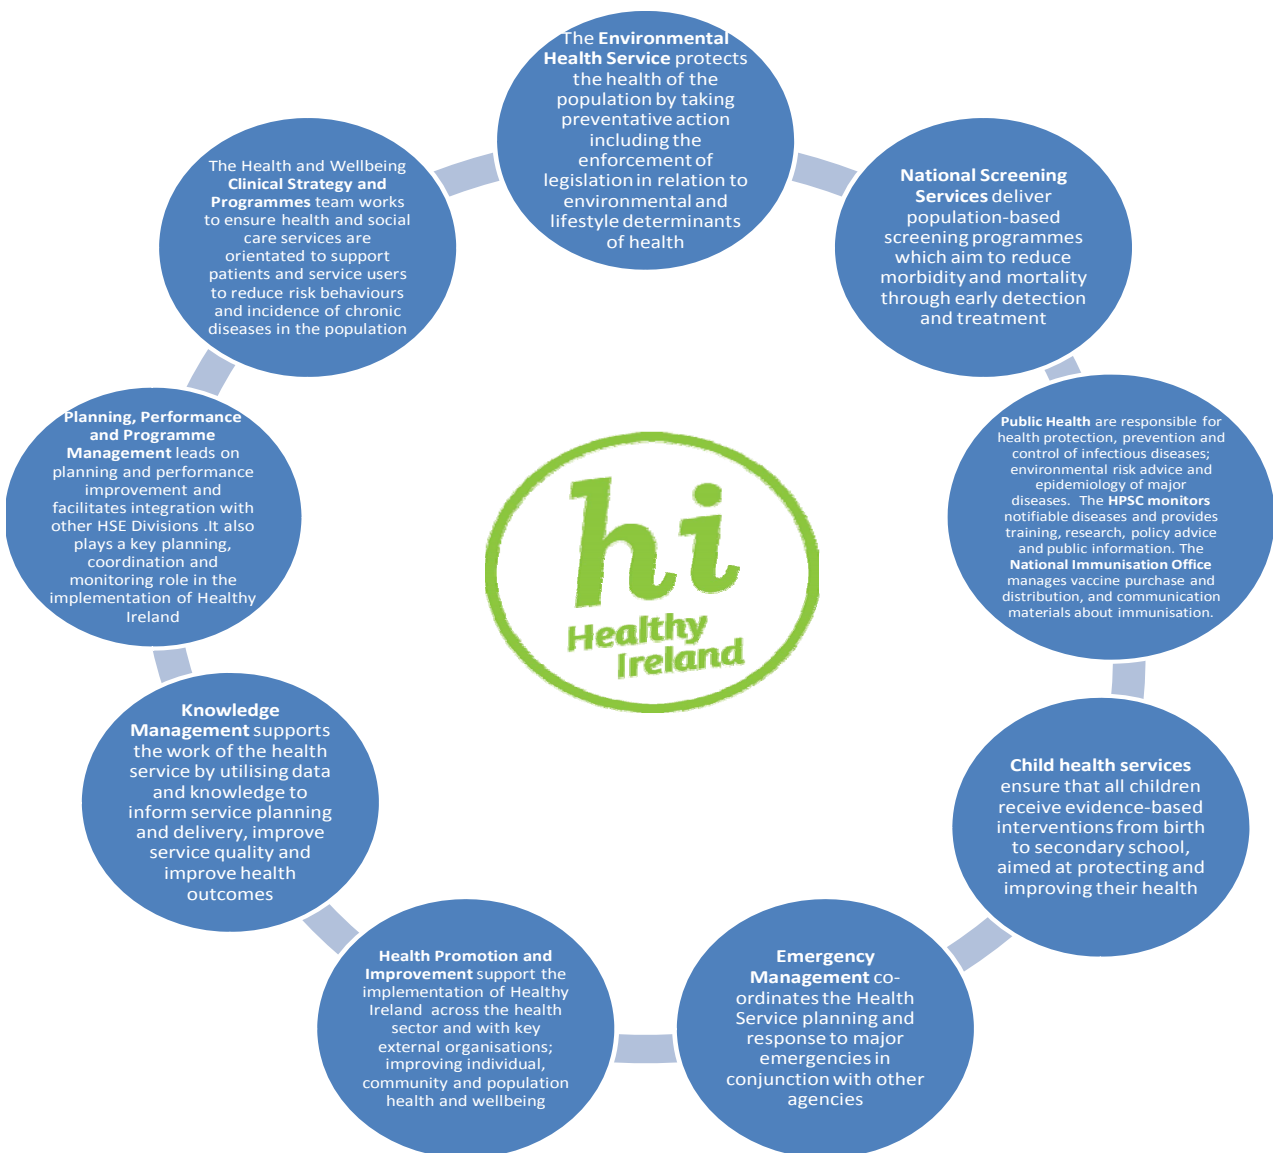 The Environmental
Health Service protects
the health of the
population by taking
preventative action
including the
enforcement of
legislation in relation to
environmental and
lifestyle determinants
of health
National Screening
Services deliver
population-based
screening programmes
which aim to reduce
morbidity and mortality
through early detection
and treatment
Public Health are responsible for
health protection, prevention and
control of infectious diseases;
environmental risk advice and
epidemiology of major
diseases.  The HPSC monitors
notifiable diseases and provides
training, research, policy advice
and public information. The
National Immunisation Office
manages vaccine purchase and
distribution, and communication
materials about immunisation.
Child health services
ensure that all children
receive evidence-based
interventions from birth
to secondary school,
aimed at protecting and
improving their health
Emergency
Management co-
ordinates the Health
Service planning and
response to major
emergencies in
conjunction with other
agencies
Health Promotion and
Improvement support the
implementation of Healthy
Ireland  across the health
sector and with key
external organisations;
improving individual,
community and population
health and wellbeing
Knowledge
Management supports
the work of the health
service by utilising data
and knowledge to
inform service planning
and delivery, improve
service quality and
improve health
outcomes
Planning, Performance
and Programme
Management leads on
planning and performance
improvement and
facilitates integration with
other HSE Divisions .It also
plays a key planning,
coordination and
monitoring role in the
implementation of Healthy
Ireland
The Health and Wellbeing
Clinical Strategy and
Programmes team works
to ensure health and social
care services are
orientated to support
patients and service users
to reduce risk behaviours
and incidence of chronic
diseases in the population
hi
Healthy
Ireland